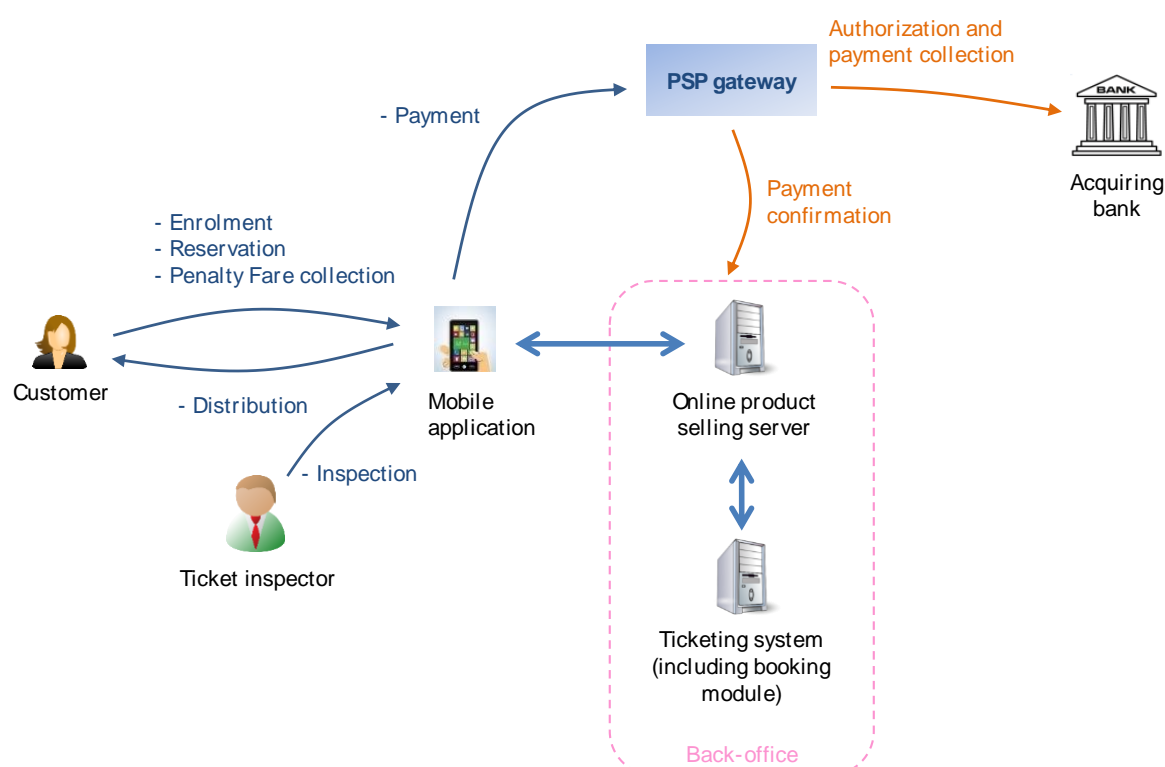 Authorization and
payment collection
PSP gateway
BANK
- Payment
Acquiring
bank
Payment
confirmation
- Enrolment
- Reservation
- Penalty Fare collection
Customer
- Distribution
Mobile
application
Online product
selling server
- Inspection
Ticket inspector
Ticketing system
(including booking
module)
Back-office